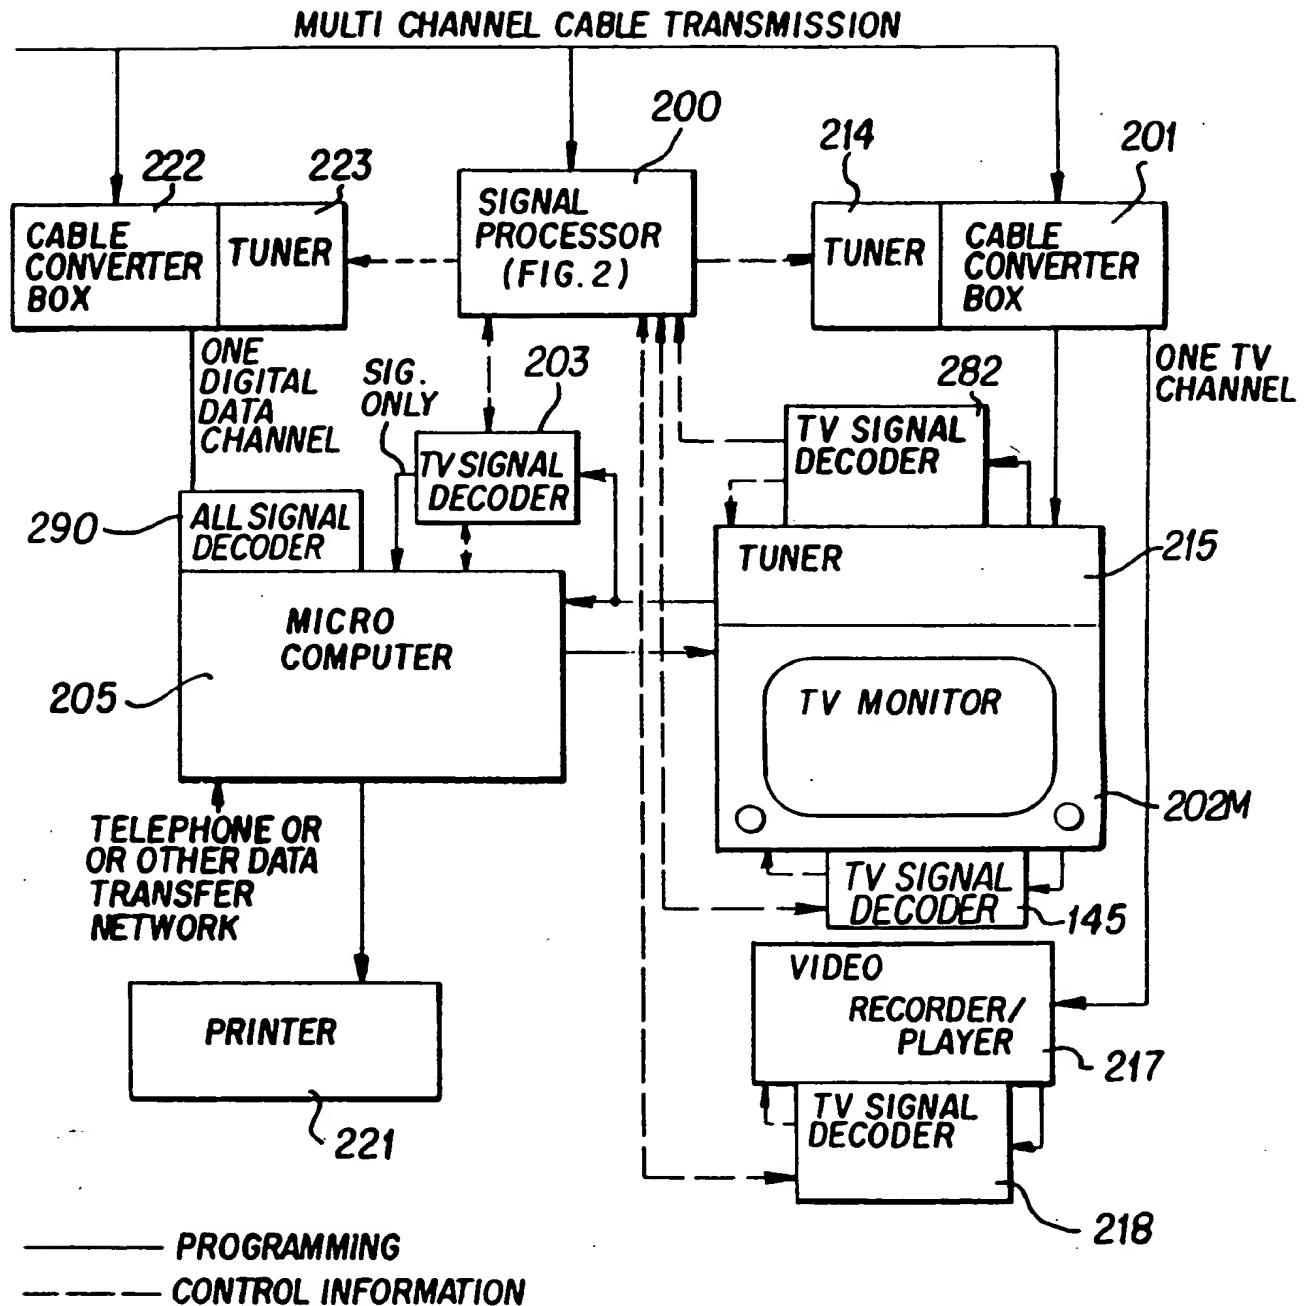 MULTI CHANNEL CABLE TRANSMISSION
200
214
201
222
223
CABLE
CONVERTER
BOX
TUNER
SIGNAL
PROCESSOR
(FIG. 2)
TUNER
CABLE
CONVERTER
BOX
ONE
DIGITAL
DATA
CHANNEL
SIG.
ONLY
203
282
ONE TV
CHANNEL
TV SIGNAL
DECODER
TV SIGNAL
DECODER
290
ALL SIGNAL
DECODER
TUNER
215
MICRO
COMPUTER
205
TV MONITOR
202M
TELEPHONE OR
OR OTHER DATA
TRANSFER
NETWORK
TV SIGNAL
DECODER
145
VIDEO
RECORDER/
PLAYER
217
PRINTER
221
TV SIGNAL
DECODER
218
PROGRAMMING
CONTROL INFORMATION